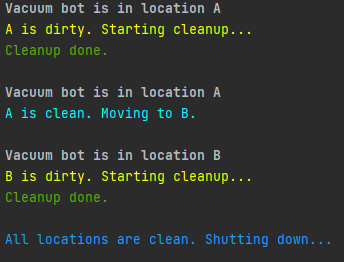 Vacuum bot is in location A
A is dirty. Starting cleanup...
Cleanup done.
Vacuum bot is in location A
A is clean. Moving to B.
Vacuum bot is in location B
B is dirty. Starting cleanup...
Cleanup done.
All locations are clean. Shutting down...